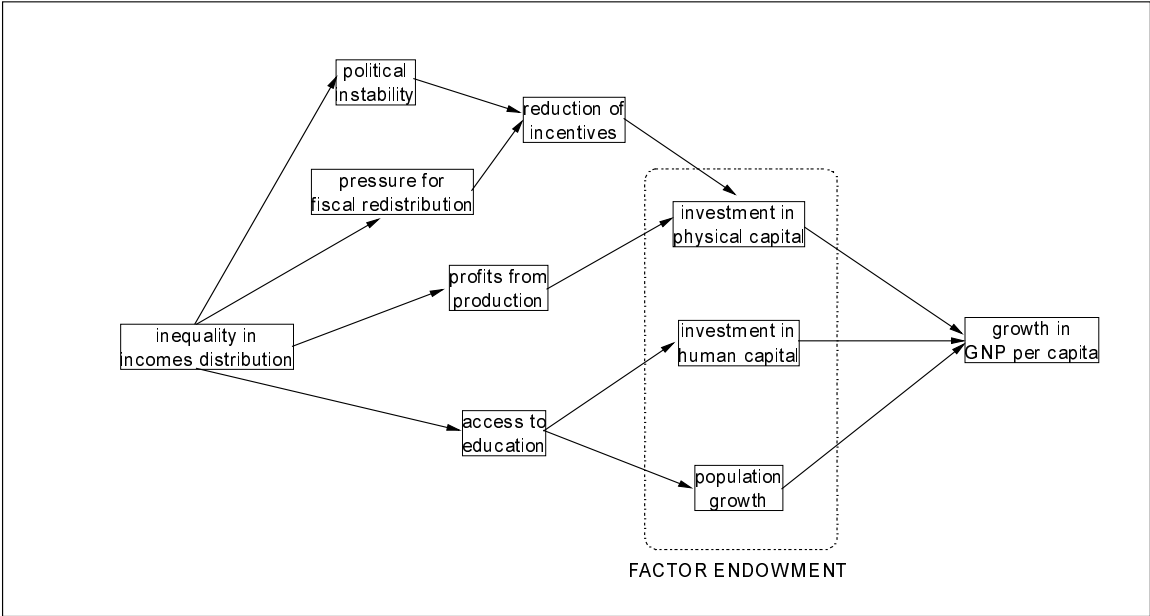 political
instability
reduction of
incentives
pressure for
fiscal redistribution
investment in
physical capital
profits from
production
inequality in
incomes distribution
investment in
human capital
growth in
GNP per capita
access to
education
population
growth
FACTOR ENDOWMENT